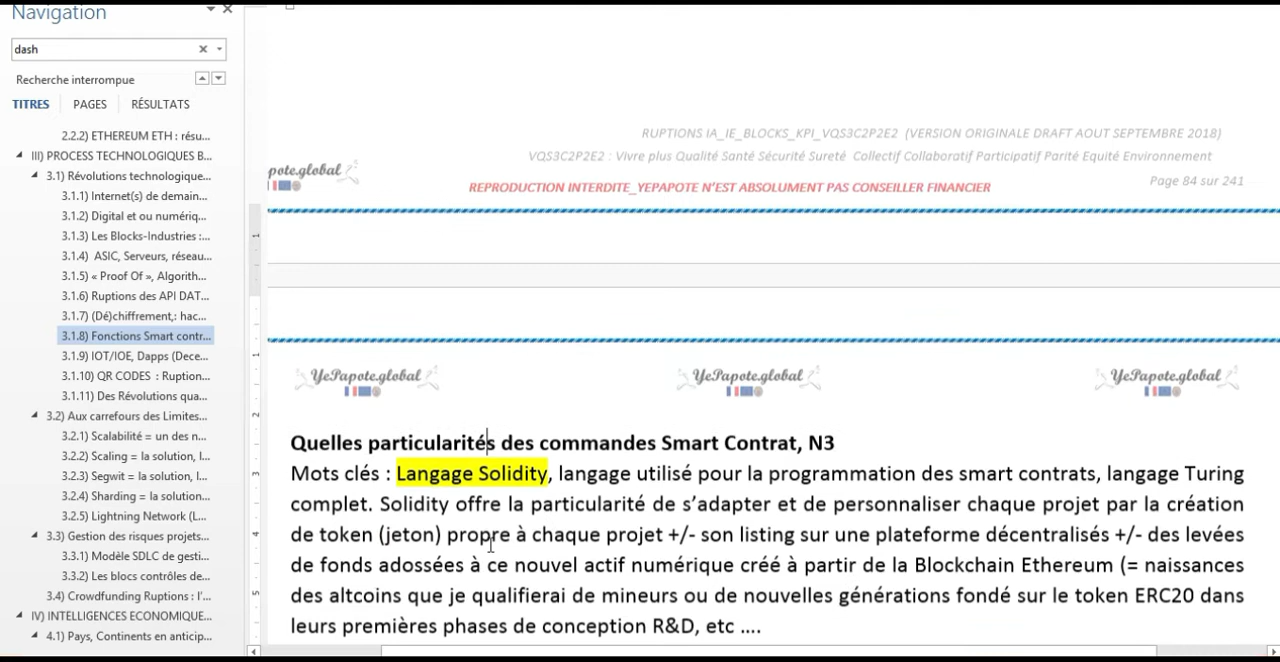 Navigation
dash
Recherche interrompue
TITRES PAGES RÉSULTATS
2.2.2) ETHEREUM ETH : résu...
III) PROCESS TECHNOLOGIQUES B...
3.1) Révolutions technologique...
3.1.1) Internet(s) de demain...
3.1.2) Digital et ou numériq...
3.1.3) Les Blocks-Industries :...
3.1.4) ASIC, Serveurs, réseau...
3.1.5) « Proof Of », Algorith...
3.1.6) Ruptions des API DAT...
3.1.7) (Dé)chiffrement,: hac...
3.1.8) Fonctions Smart contr...
3.1.9) IOT/IOE, Dapps (Dece...
3.1.10) QR CODES : Ruption...
3.1.11) Des Révolutions qua...
3.2) Aux carrefours des Limites...
3.2.1) Scalabilité = un des n...
3.2.2) Scaling = la solution, l...
3.2.3) Segwit = la solution, l...
3.2.4) Sharding = la solution...
3.2.5) Lightning Network (L...
3.3) Gestion des risques projets...
3.3.1) Modèle SDLC de gesti...
3.3.2) Les blocs contrôles de...
3.4) Crowdfunding Ruptions : l'...
IV) INTELLIGENCES ECONOMIQUE...
4.1) Pays, Continents en anticip...
RUPTIONS IA_IE_BLOCKS_KPI_VQS3C2P2E2 (VERSION ORIGINALE DRAFT AOUT SEPTEMBRE 2018)
VQS3C2P2E2 : Vivre plus Qualité Santé Sécurité Sureté Collectif Collaboratif Participatif Parité Equité Environnement
pote.global
REPRODUCTION INTERDITE_YEPAPOTE N'EST ABSOLUMENT PAS CONSEILLER FINANCIER
Page 84 sur 241
YePapote.global YePapote.global YePapote.global
Quelles particularités des commandes Smart Contrat, N3
Mots clés : Langage Solidity, langage utilisé pour la programmation des smart contrats, langage Turing
complet. Solidity offre la particularité de s'adapter et de personnaliser chaque projet par la création
de token (jeton) propre à chaque projet +/- son listing sur une plateforme décentralisés +/- des levées
de fonds adossées à ce nouvel actif numérique créé à partir de la Blockchain Ethereum (= naissances
des altcoins que je qualifierai de mineurs ou de nouvelles générations fondé sur le token ERC20 dans
leurs premières phases de conception R&D, etc ....